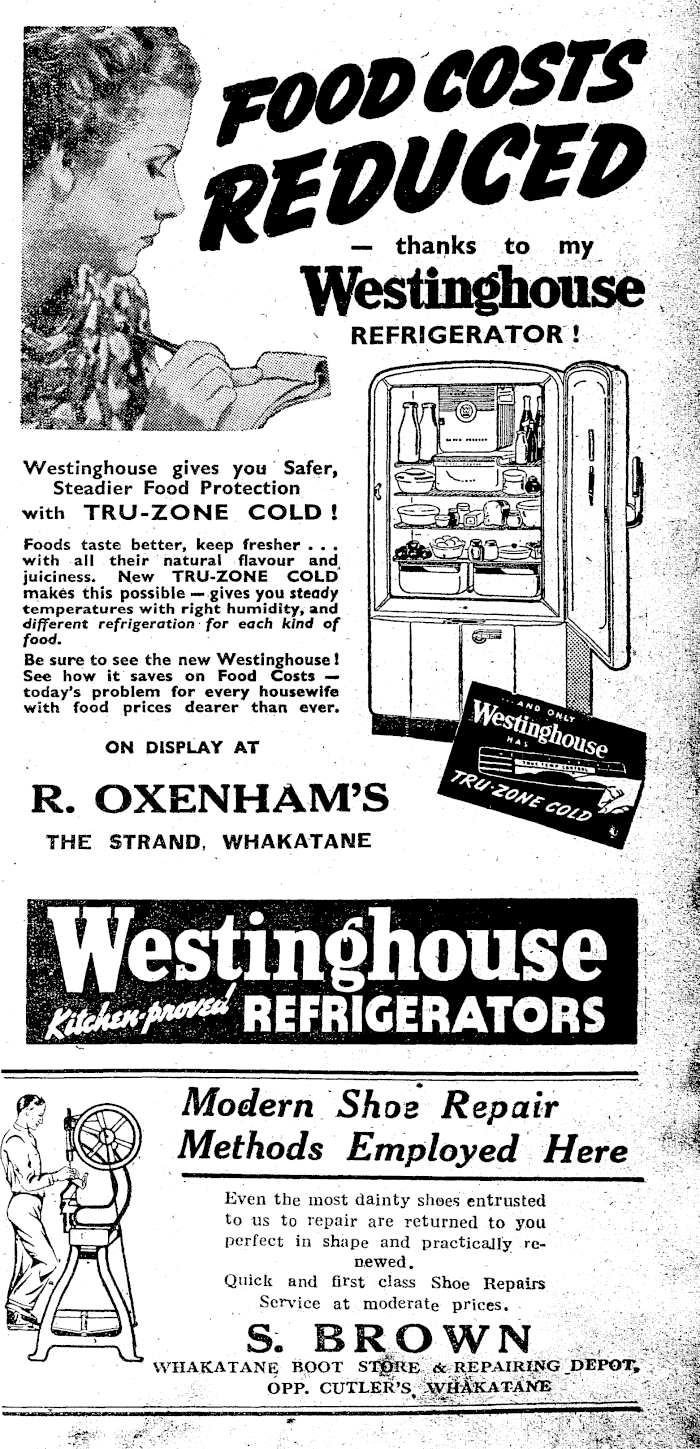 FOOD COSTS
REDUCED
— thanks to my
Westinghouse
REFRIGERATOR !
Westinghouse gives you Safer,
Steadier Food Protection
with TRU-ZONE COLD !
Foods taste better, keep fresher . . .
with all their natural flavour and
juiciness. New TRU-ZONE COLD
makes this possible — gives you steady
temperatures with right humidity, and
different refrigeration for each kind of
food.
Be sure to see the new Westinghouse !
See how it saves on Food Costs —
today's problem for every housewife
with food prices dearer than ever.
...AND ONLY
Westinghouse
HAS
TRUE-TEMP CONTROL
TRU-ZONE COLD
ON DISPLAY AT
R. OXENHAM'S
THE STRAND, WHAKATANE
Westinghouse
Kitchen-proved REFRIGERATORS
Modern Shoe Repair
Methods Employed Here
Even the most dainty shoes entrusted
to us to repair are returned to you
perfect in shape and practically re-
newed.
Quick and first class Shoe Repairs
Service at moderate prices.
S. BROWN
WHAKATANE BOOT STORE & REPAIRING DEPOT,
OPP. CUTLER'S, WHAKATANE